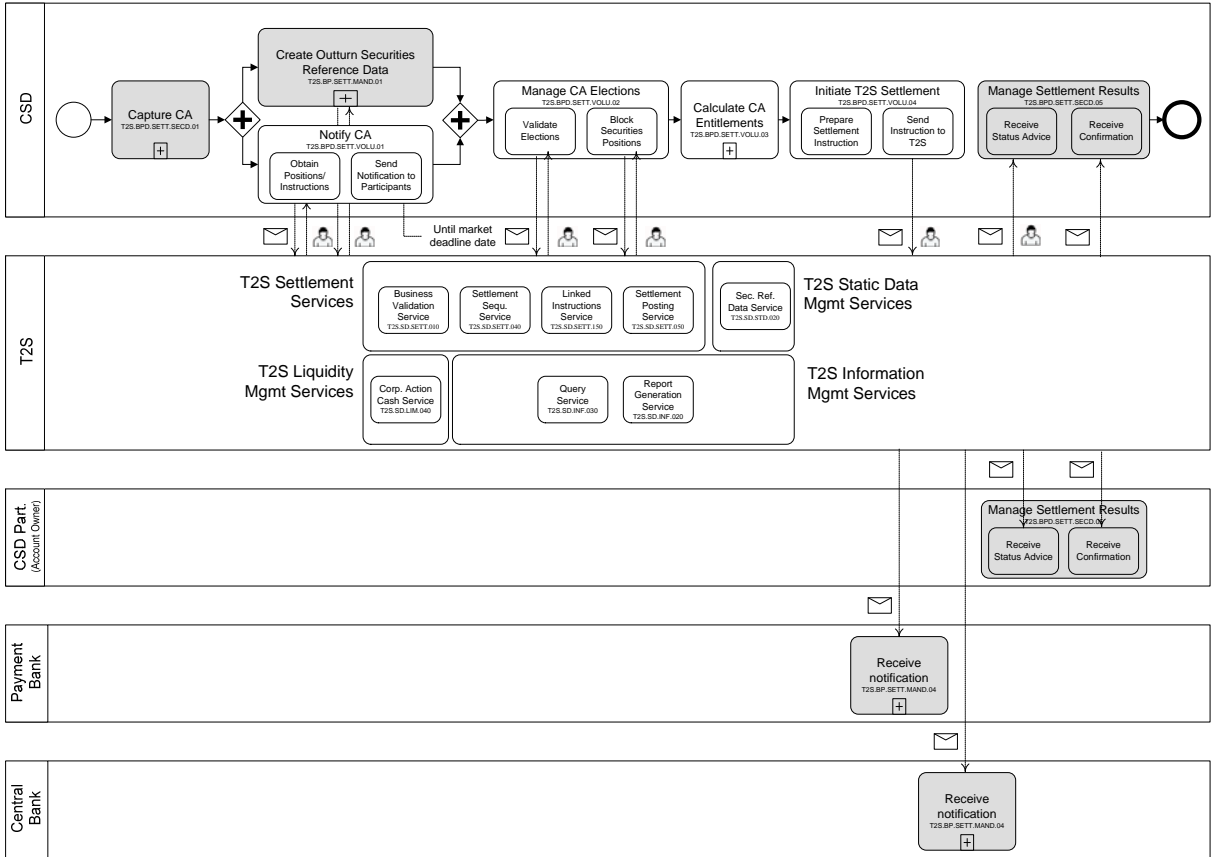 CSD
Capture CA
T2S.BPD.SETT.SECD.01
Create Outturn Securities
Reference Data
T2S.BP.SETT.MAND.01
Notify CA
T2S.BPD.SETT.VOLU.01
Obtain
Positions/
Instructions
Send
Notification to
Participants
Manage CA Elections
T2S.BPD.SETT.VOLU.02
Validate
Elections
Block
Securities
Positions
Calculate CA
Entitlements
T2S.BPD.SETT.VOLU.03
Initiate T2S Settlement
T2S.BPD.SETT.VOLU.04
Prepare
Settlement
Instruction
Send
Instruction to
T2S
Manage Settlement Results
T2S.BPD.SETT.SECD.05
Receive
Status Advice
Receive
Confirmation
Until market
deadline date
T2S
T2S Settlement
Services
Business
Validation
Service
T2S.SD.SETT.010
Settlement
Sequ.
Service
T2S.SD.SETT.040
Linked
Instructions
Service
T2S.SD.SETT.150
Settlement
Posting
Service
T2S.SD.SETT.050
Sec. Ref.
Data Service
T2S.SD.STD.020
T2S Static Data
Mgmt Services
T2S Liquidity
Mgmt Services
Corp. Action
Cash Service
T2S.SD.LIM.040
Query
Service
T2S.SD.INF.030
Report
Generation
Service
T2S.SD.INF.020
T2S Information
Mgmt Services
CSD Part.
(Account Owner)
Manage Settlement Results
Receive
Status Advice
Receive
Confirmation
Payment
Bank
Receive
notification
T2S.BP.SETT.MAND.04
Central
Bank
Receive
notification
T2S.BP.SETT.MAND.04